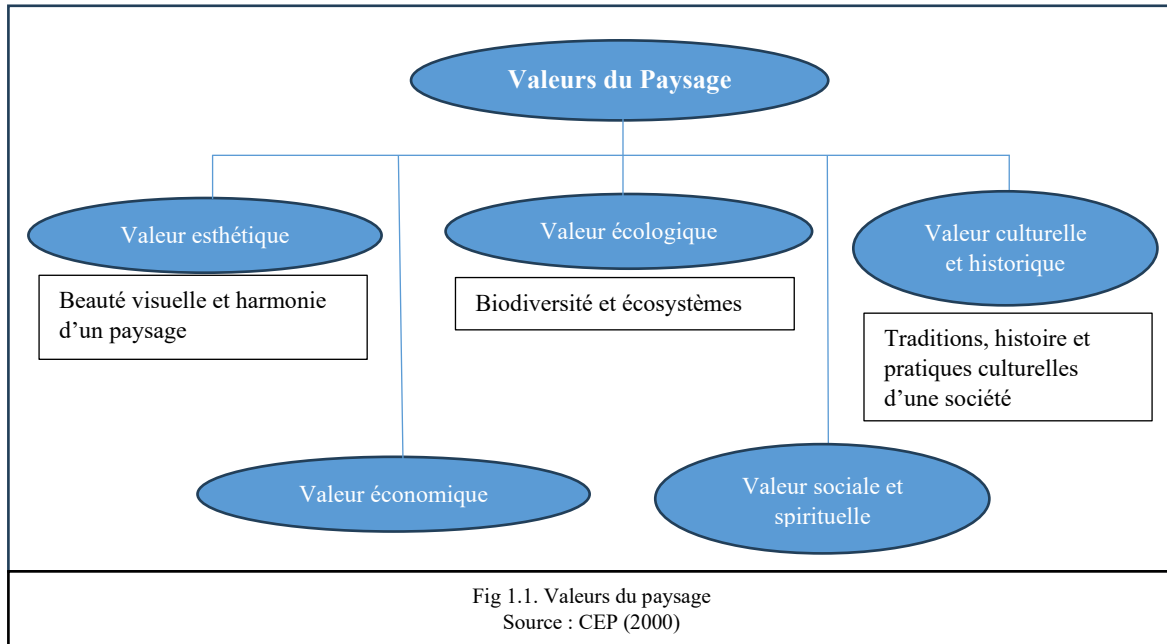 Valeurs du Paysage
Valeur esthétique
Beauté visuelle et harmonie
d’un paysage
Valeur écologique
Biodiversité et écosystèmes
Valeur culturelle
et historique
Traditions, histoire et
pratiques culturelles
d’une société
Valeur économique
Valeur sociale et
spirituelle
Fig 1.1. Valeurs du paysage
Source : CEP (2000)